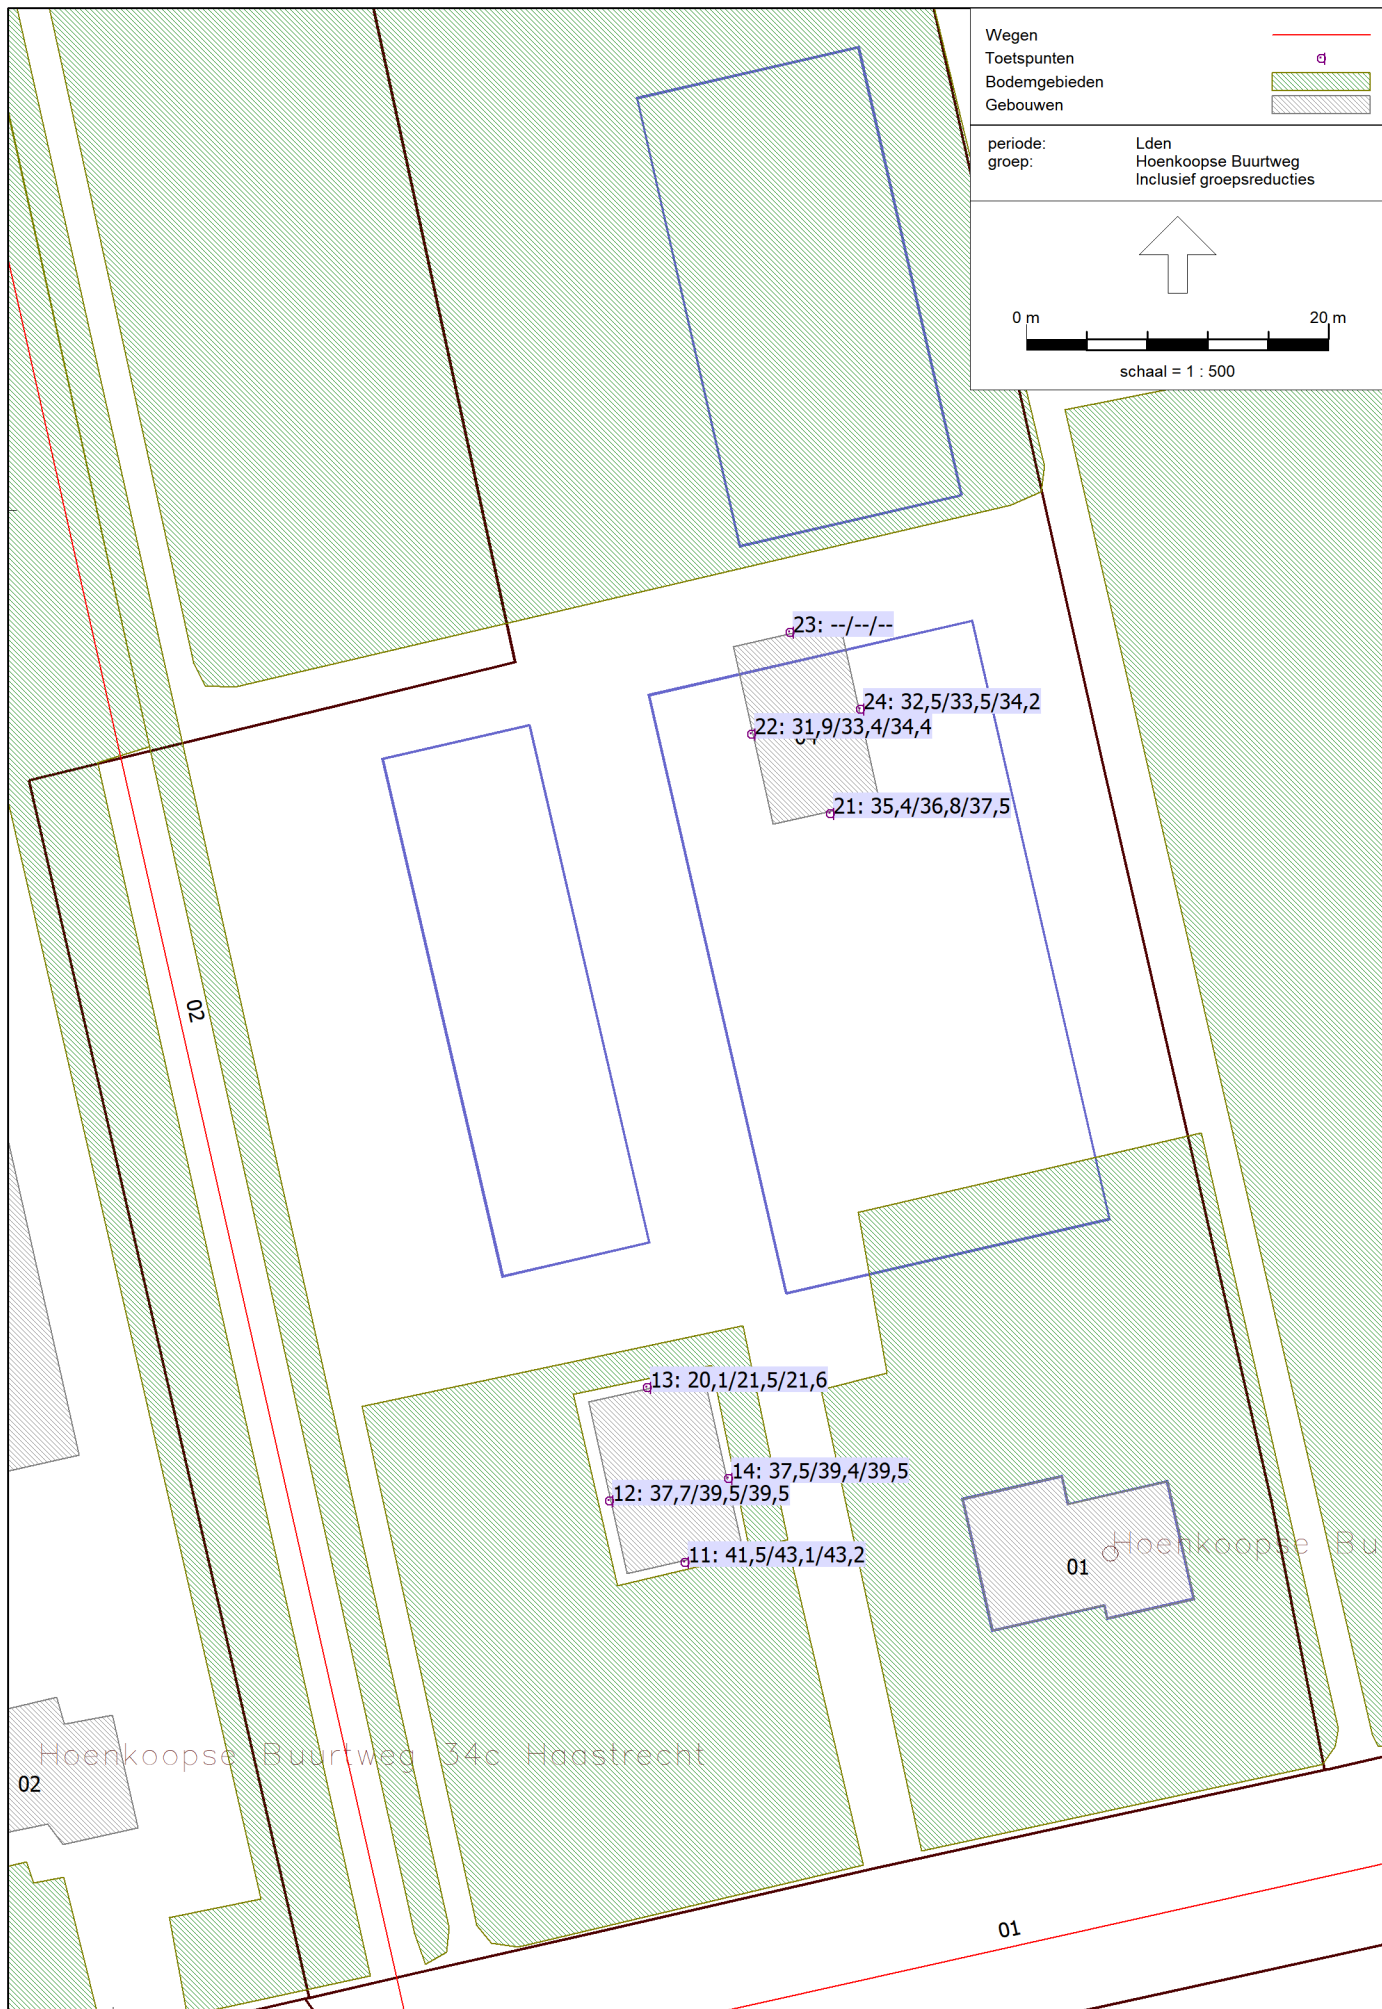 Wegen
Toetspunten
Bodemgebieden
Gebouwen
periode: Lden
groep: Hoenkoopse Buurtweg
Inclusief groepsreducties
0 m 20 m
schaal = 1 : 500
23: --/--/--
24: 32,5/33,5/34,2
22: 31,9/33,4/34,4
21: 35,4/36,8/37,5
02
13: 20,1/21,5/21,6
14: 37,5/39,4/39,5
12: 37,7/39,5/39,5
11: 41,5/43,1/43,2
Hoenkoopse Bu
01
Hoenkoopse Buurtweg 34c Haastrecht
02
01